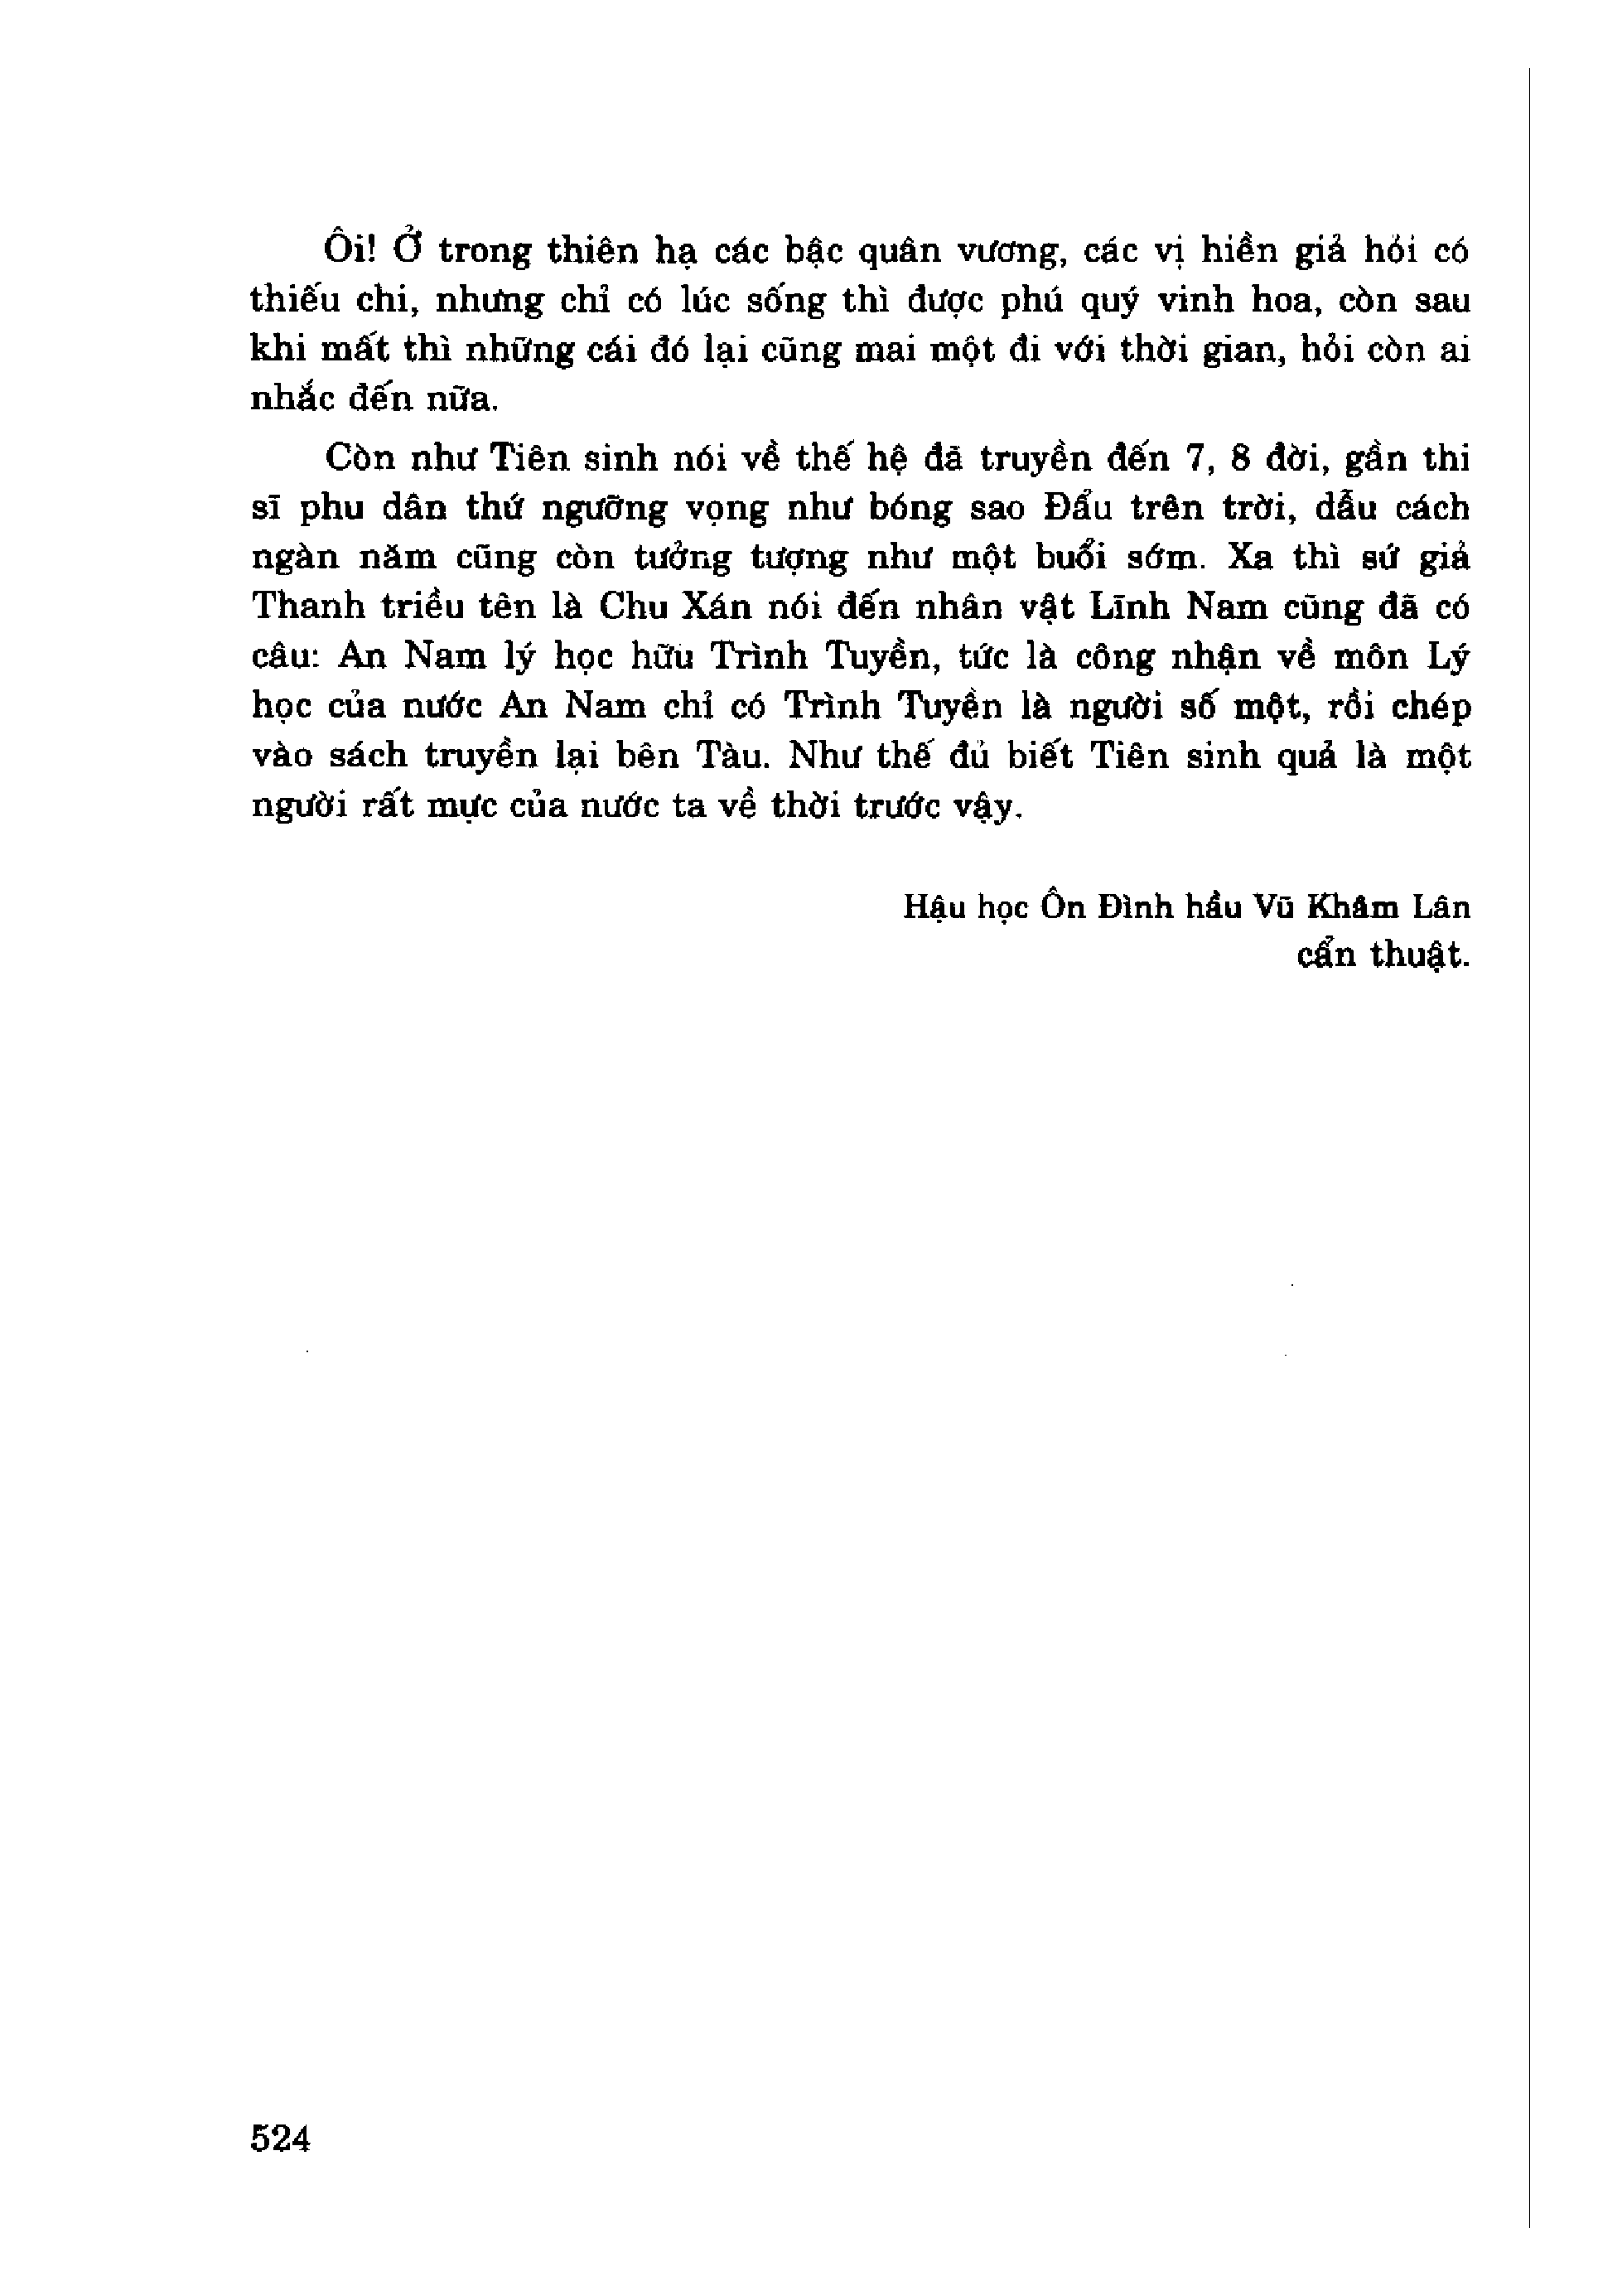 Ôi! Ở trong thiên hạ các bậc quân vương, các vị hiền giả hỏi có
thiếu chi, nhưng chỉ có lúc sống thì được phú quý vinh hoa, còn sau
khi mất thì những cái đó lại cũng mai một đi với thời gian, hỏi còn ai
nhắc đến nữa.
Còn như Tiên sinh nói về thế hệ đã truyền đến 7, 8 đời, gần thi
sĩ phu dân thứ ngưỡng vọng như bóng sao Đẩu trên trời, dẫu cách
ngàn năm cũng còn tưởng tượng như một buổi sớm. Xa thì sứ giả
Thanh triều tên là Chu Xán nói đến nhân vật Lĩnh Nam cũng đã có
câu: An Nam lý học hữu Trình Tuyền, tức là công nhận về môn Lý
học của nước An Nam chỉ có Trình Tuyền là người số một, rồi chép
vào sách truyền lại bên Tàu. Như thế đủ biết Tiên sinh quả là một
người rất mực của nước ta về thời trước vậy.
Hậu học Ôn Đình hầu Vũ Khâm Lân
cẩn thuật.
524